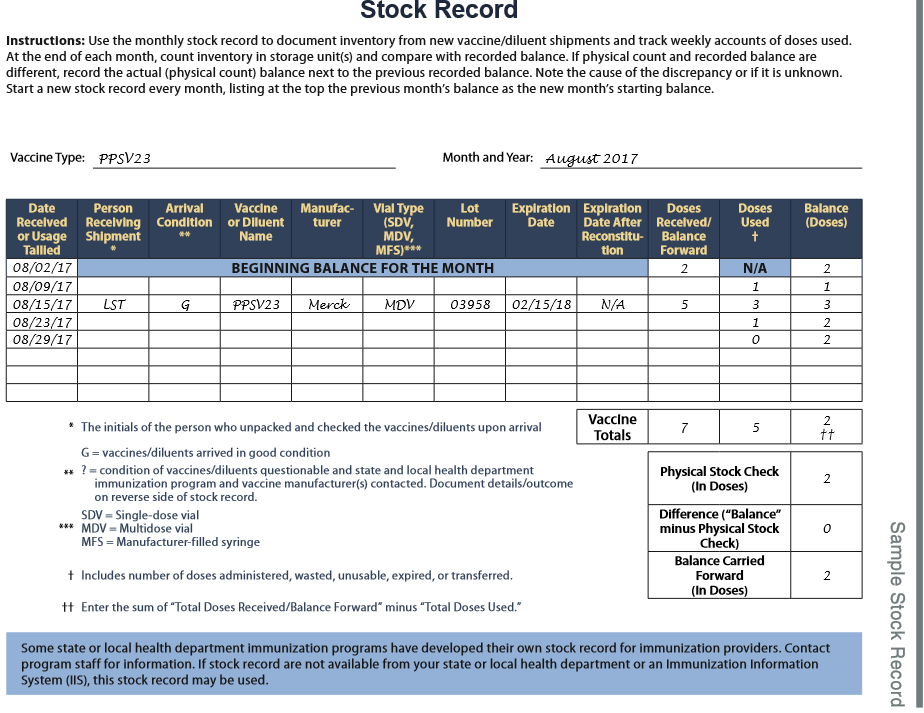 Stock Record
Instructions: Use the monthly stock record to document inventory from new vaccine/diluent shipments and track weekly accounts of doses used.
At the end of each month, count inventory in storage unit(s) and compare with recorded balance. If physical count and recorded balance are
different, record the actual (physical count) balance next to the previous recorded balance. Note the cause of the discrepancy or if it is unknown.
Start a new stock record every month, listing at the top the previous month's balance as the new month's starting balance.
Vaccine Type: PPSV23 Month and Year: August 2017
Date Received or Usage Tallied | Person Receiving Shipment * | Arrival Condition ** | Vaccine or Diluent Name | Manufac- turer | Vial Type (SDV, MDV, MFS)*** | Lot Number | Expiration Date | Expiration Date After Reconstitu- tion | Doses Received/ Balance Forward | Doses Used † | Balance (Doses)
08/02/17 BEGINNING BALANCE FOR THE MONTH 2 N/A 2
08/09/17 1 1
08/15/17 LST G PPSV23 Merck MDV 03958 02/15/18 N/A 5 3 3
08/23/17 1 2
08/29/17 0 2
Vaccine Totals 7 5 2 ††
* The initials of the person who unpacked and checked the vaccines/diluents upon arrival
G = vaccines/diluents arrived in good condition
** ? = condition of vaccines/diluents questionable and state and local health department
immunization program and vaccine manufacturer(s) contacted. Document details/outcome
on reverse side of stock record.
SDV = Single-dose vial
*** MDV = Multidose vial
MFS = Manufacturer-filled syringe
† Includes number of doses administered, wasted, unusable, expired, or transferred.
†† Enter the sum of "Total Doses Received/Balance Forward" minus "Total Doses Used."
Physical Stock Check (In Doses) 2
Difference ("Balance" minus Physical Stock Check) 0
Balance Carried Forward (In Doses) 2
Some state or local health department immunization programs have developed their own stock record for immunization providers. Contact
program staff for information. If stock record are not available from your state or local health department or an Immunization Information
System (IIS), this stock record may be used.
Sample Stock Record